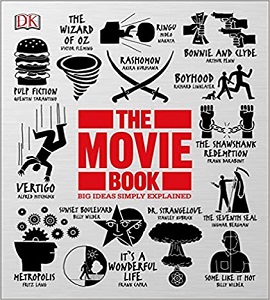 DK
THE
WIZARD
OF OZ
VICTOR FLEMING
RINGU
HIDEO
NAKATA
BONNIE AND CLYDE
ARTHUR PENN
PULP FICTION
QUENTIN TARANTINO
RASHOMON
AKIRA KUROSAWA
BOYHOOD
RICHARD LINKLATER
THE
MOVIE
BOOK
BIG IDEAS SIMPLY EXPLAINED
THE SHAWSHANK
REDEMPTION
FRANK DARABONT
VERTIGO
ALFRED HITCHCOCK
SUNSET BOULEVARD
BILLY WILDER
DR. STRANGELOVE
STANLEY KUBRICK
THE SEVENTH SEAL
INGMAR BERGMAN
METROPOLIS
FRITZ LANG
IT'S A
WONDERFUL
LIFE
FRANK CAPRA
SOME LIKE IT HOT
BILLY WILDER